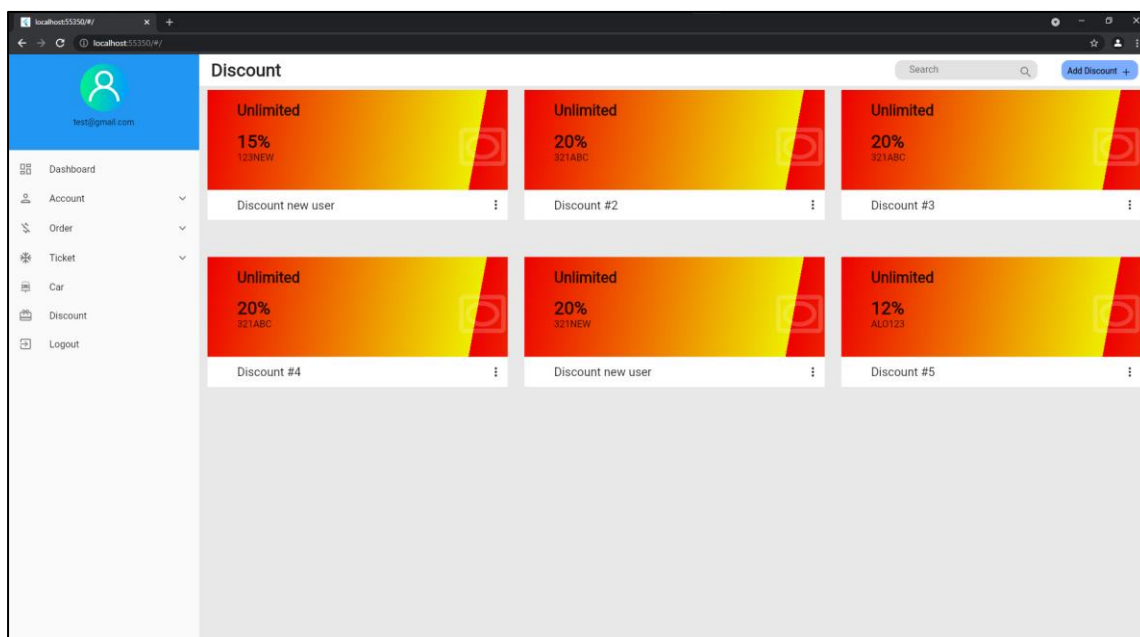 localhost:55350/#/
localhost:55350/#/
test@gmail.com
Dashboard
Account
Order
Ticket
Car
Discount
Logout
Discount
Search
Add Discount +
Unlimited
15%
123NEW
Discount new user
Unlimited
20%
321ABC
Discount #2
Unlimited
20%
321ABC
Discount #3
Unlimited
20%
321ABC
Discount #4
Unlimited
20%
321NEW
Discount new user
Unlimited
12%
ALO123
Discount #5